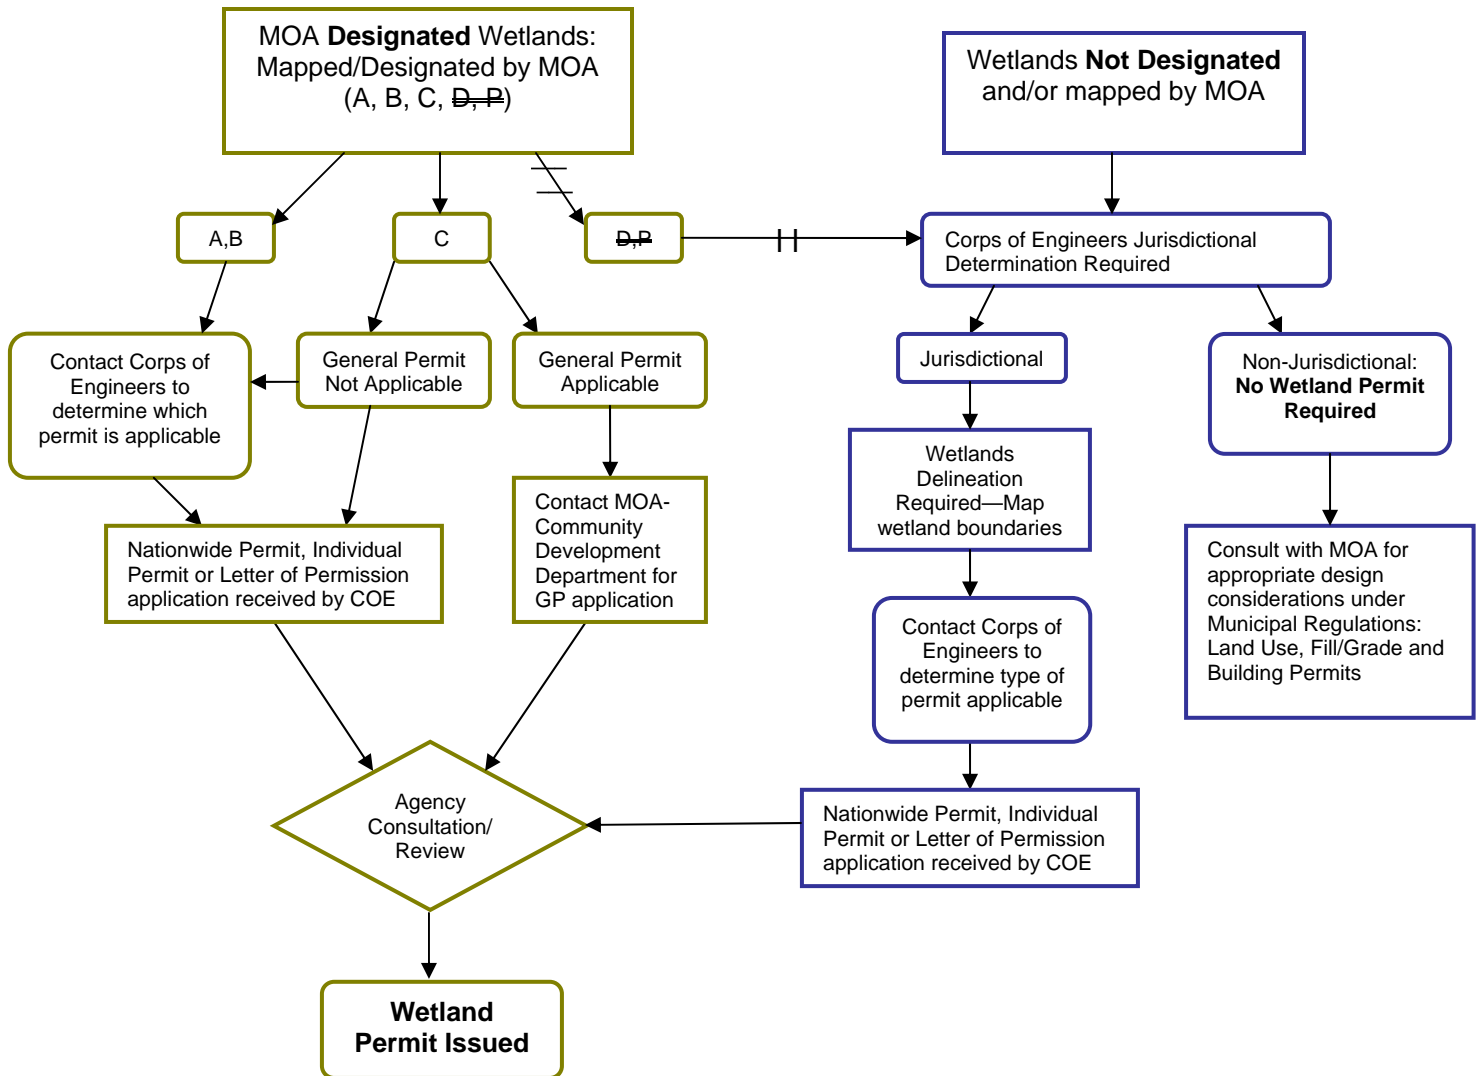 MOA Designated Wetlands:
Mapped/Designated by MOA
(A, B, C, D, P)
Wetlands Not Designated
and/or mapped by MOA
A,B
C
D,P
Corps of Engineers Jurisdictional
Determination Required
Contact Corps of
Engineers to
determine which
permit is applicable
General Permit
Not Applicable
General Permit
Applicable
Jurisdictional
Non-Jurisdictional:
No Wetland Permit
Required
Wetlands
Delineation
Required—Map
wetland boundaries
Contact MOA-
Community
Development
Department for
GP application
Nationwide Permit, Individual
Permit or Letter of Permission
application received by COE
Consult with MOA for
appropriate design
considerations under
Municipal Regulations:
Land Use, Fill/Grade and
Building Permits
Contact Corps of
Engineers to
determine type of
permit applicable
Agency
Consultation/
Review
Nationwide Permit, Individual
Permit or Letter of Permission
application received by COE
Wetland
Permit Issued